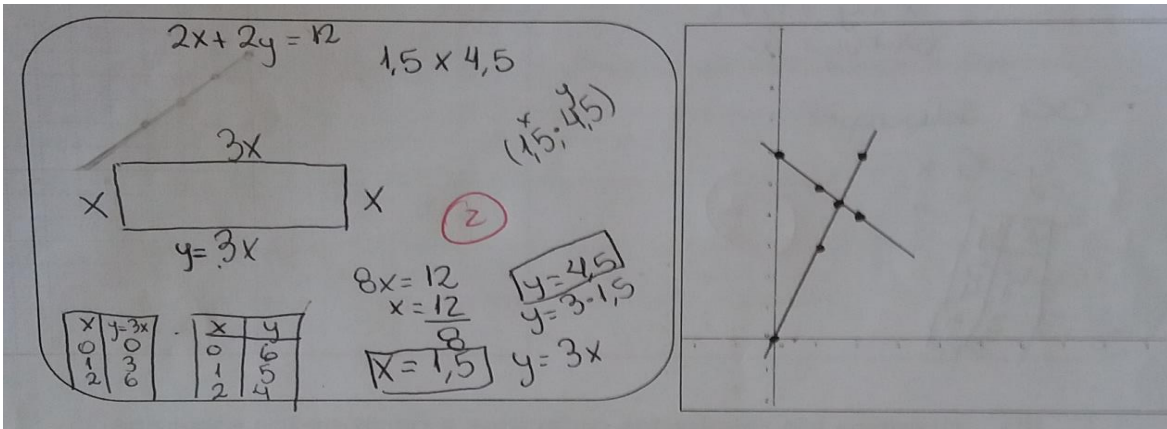 2x + 2y = 12
1,5 × 4,5
x y
(1,5; 4,5)
3x
x
x
y = 3x
2
8x = 12
x = 12
8
x = 1,5
y = 4,5
y = 3·1,5
y = 3x
x y=3x
0 0
1 3
2 6
x y
0 6
1 5
2 4